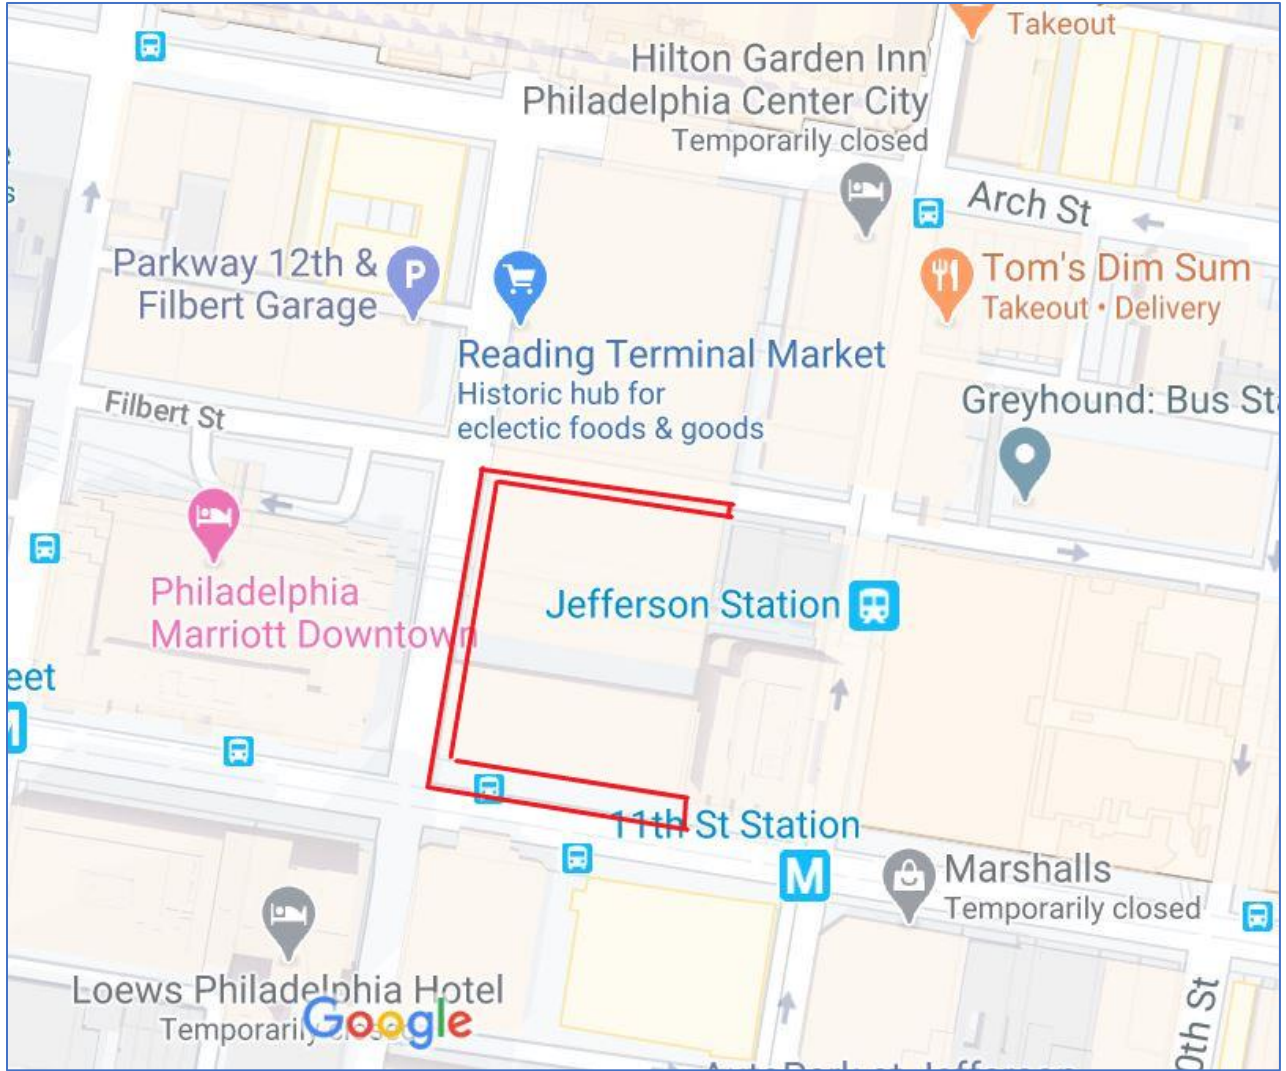 Takeout
Hilton Garden Inn
Philadelphia Center City
Temporarily closed
Arch St
Parkway 12th &
Filbert Garage
P
Tom's Dim Sum
Takeout • Delivery
Reading Terminal Market
Historic hub for
eclectic foods & goods
Filbert St
Greyhound: Bus St
Philadelphia
Marriott Downtown
Jefferson Station
eet
11th St Station
M
Marshalls
Temporarily closed
Loews Philadelphia Hotel
Temporarily closed
Google
0th St